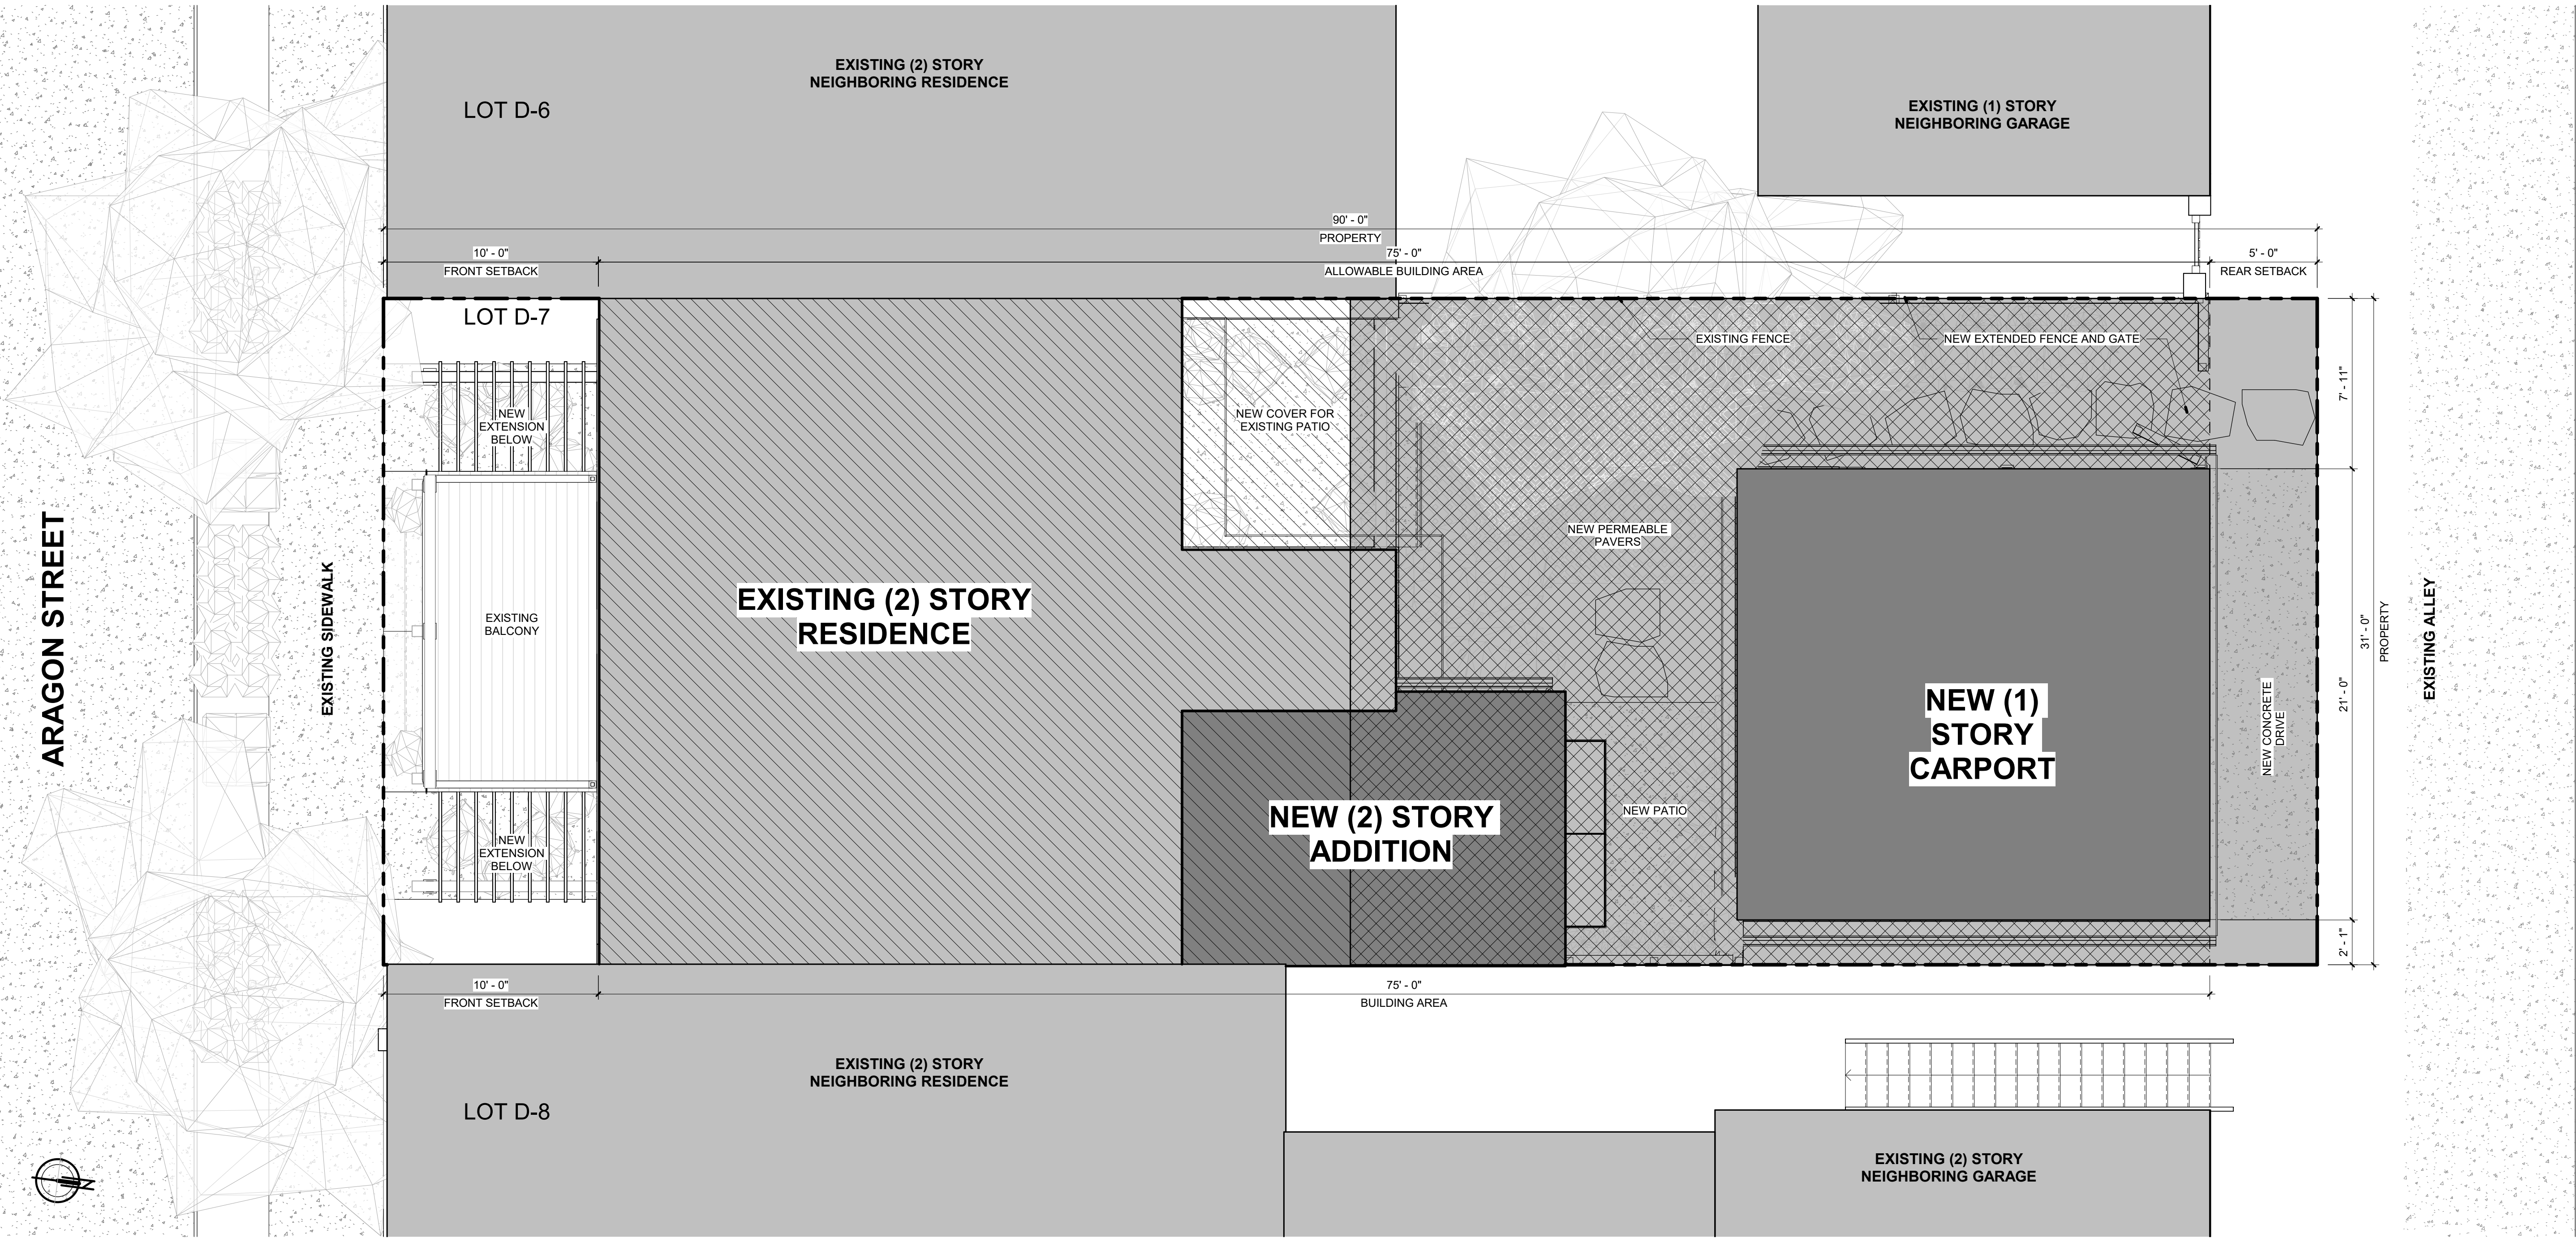 EXISTING (2) STORY
NEIGHBORING RESIDENCE
LOT D-6
EXISTING (1) STORY
NEIGHBORING GARAGE
90' - 0"
PROPERTY
10' - 0"
FRONT SETBACK
75' - 0"
ALLOWABLE BUILDING AREA
5' - 0"
REAR SETBACK
LOT D-7
EXISTING FENCE
NEW EXTENDED FENCE AND GATE
NEW
EXTENSION
BELOW
NEW COVER FOR
EXISTING PATIO
7' - 11"
NEW PERMEABLE
PAVERS
ARAGON STREET
EXISTING SIDEWALK
EXISTING
BALCONY
EXISTING (2) STORY
RESIDENCE
NEW (1)
STORY
CARPORT
NEW CONCRETE
DRIVE
21' - 0"
31' - 0"
PROPERTY
EXISTING ALLEY
NEW (2) STORY
ADDITION
NEW PATIO
NEW
EXTENSION
BELOW
2' - 1"
10' - 0"
FRONT SETBACK
75' - 0"
BUILDING AREA
EXISTING (2) STORY
NEIGHBORING RESIDENCE
LOT D-8
EXISTING (2) STORY
NEIGHBORING GARAGE
N